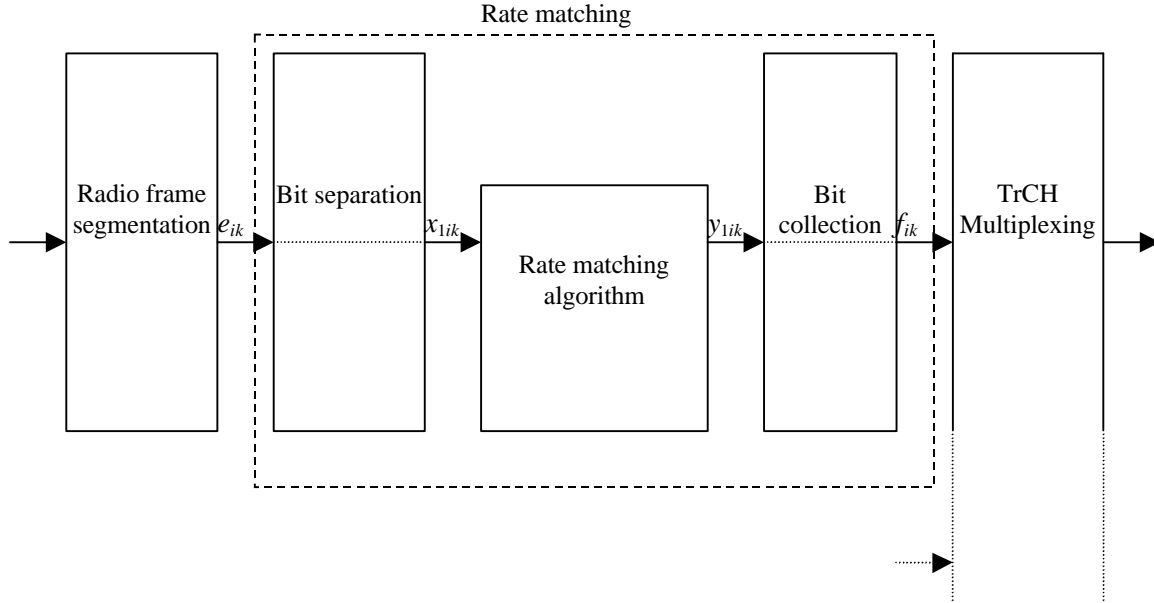 Rate matching
Radio frame
segmentation
e_ik
Bit separation
x_1ik
Rate matching
algorithm
y_1ik
Bit
collection
f_ik
TrCH
Multiplexing